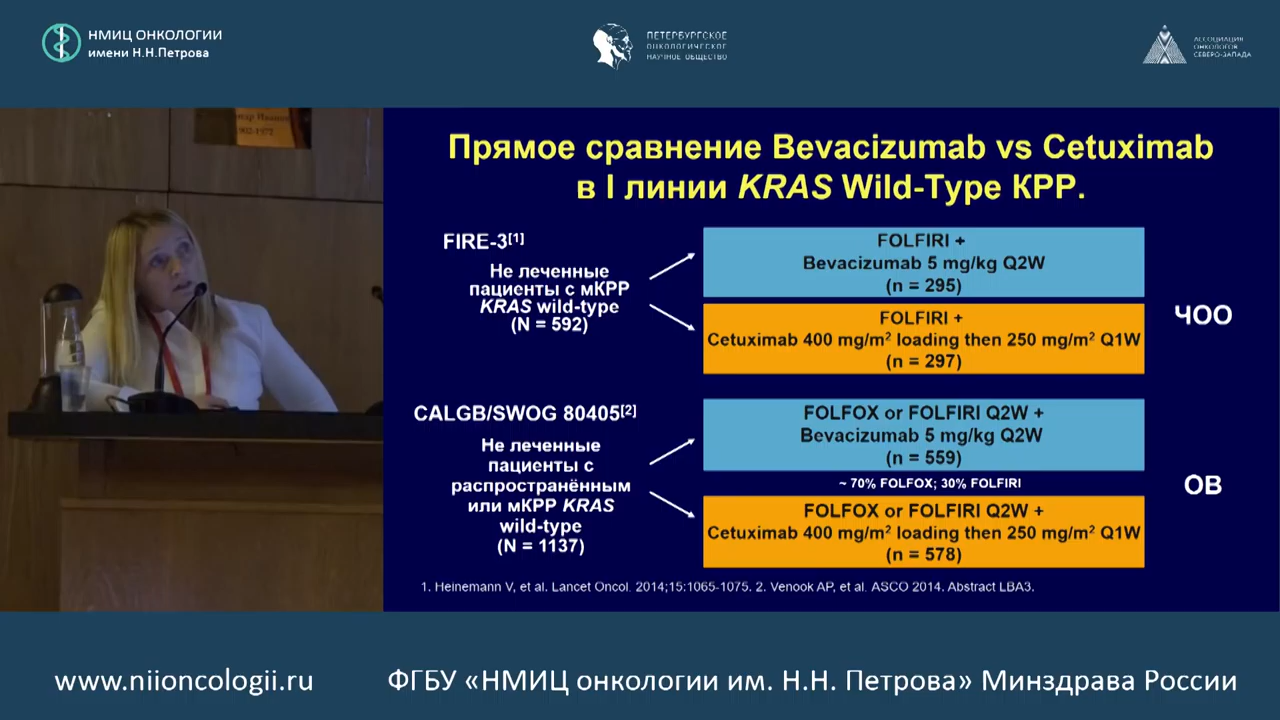 НМИЦ ОНКОЛОГИИ
имени Н.Н.Петрова
ПЕТЕРБУРГСКОЕ
ОНКОЛОГИЧЕСКОЕ
НАУЧНОЕ ОБЩЕСТВО
АССОЦИАЦИЯ
ОНКОЛОГОВ
СЕВЕРО-ЗАПАДА
1902-1972
Прямое сравнение Bevacizumab vs Cetuximab
в I линии KRAS Wild-Type КРР.
FIRE-3[1]
Не леченные
пациенты с мКРР
KRAS wild-type
(N = 592)
FOLFIRI +
Bevacizumab 5 mg/kg Q2W
(n = 295)
FOLFIRI +
Cetuximab 400 mg/m² loading then 250 mg/m² Q1W
(n = 297)
ЧОО
CALGB/SWOG 80405[2]
Не леченные
пациенты с
распространённым
или мКРР KRAS
wild-type
(N = 1137)
FOLFOX or FOLFIRI Q2W +
Bevacizumab 5 mg/kg Q2W
(n = 559)
~ 70% FOLFOX; 30% FOLFIRI
FOLFOX or FOLFIRI Q2W +
Cetuximab 400 mg/m² loading then 250 mg/m² Q1W
(n = 578)
ОВ
1. Heinemann V, et al. Lancet Oncol. 2014;15:1065-1075. 2. Venook AP, et al. ASCO 2014. Abstract LBA3.
www.niioncologii.ru
ФГБУ «НМИЦ онкологии им. Н.Н. Петрова» Минздрава России